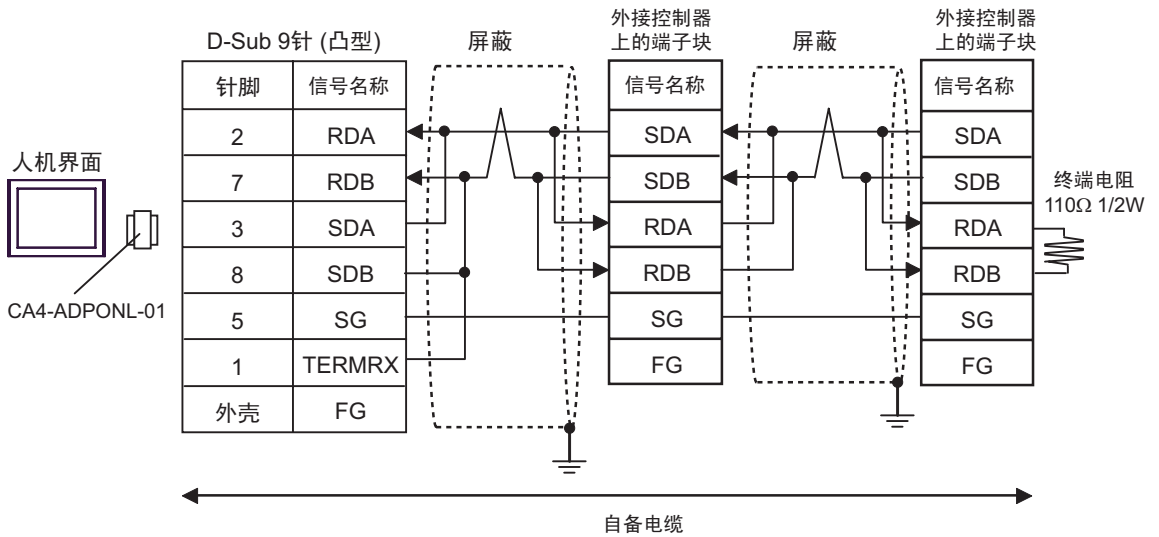 D-Sub 9针 (凸型)
屏蔽
外接控制器
上的端子块
屏蔽
外接控制器
上的端子块
针脚 信号名称
信号名称
信号名称
2 RDA
SDA
SDA
7 RDB
SDB
SDB
3 SDA
RDA
RDA
8 SDB
RDB
RDB
5 SG
SG
SG
1 TERMRX
FG
FG
外壳 FG
人机界面
CA4-ADPONL-01
终端电阻
110Ω 1/2W
自备电缆